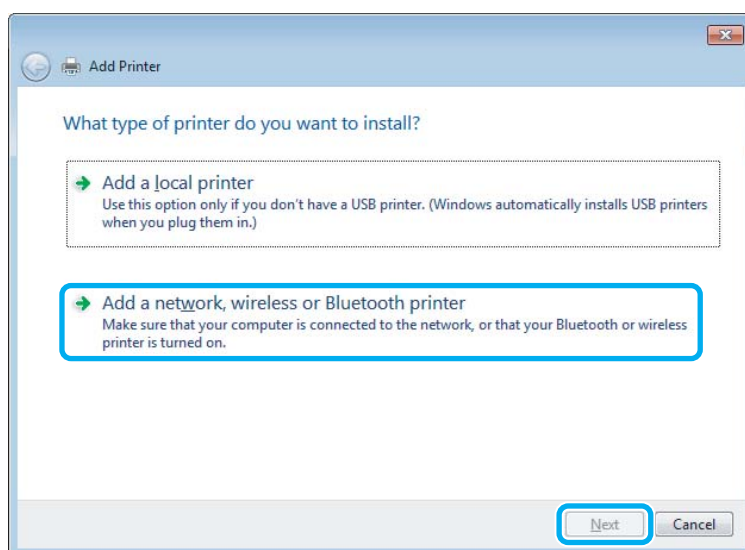 Add Printer
What type of printer do you want to install?
Add a local printer
Use this option only if you don't have a USB printer. (Windows automatically installs USB printers
when you plug them in.)
Add a network, wireless or Bluetooth printer
Make sure that your computer is connected to the network, or that your Bluetooth or wireless
printer is turned on.
Next Cancel